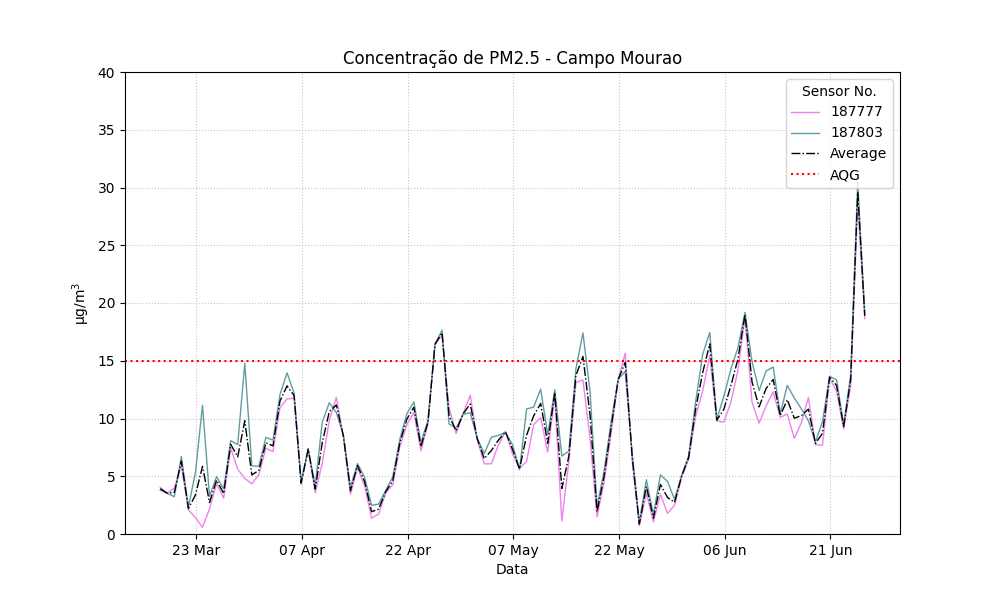 Concentração de PM2.5 - Campo Mourao
Sensor No.
187777
187803
Average
AQG
40
35
30
25
20
15
10
5
0
µg/m³
23 Mar
07 Apr
22 Apr
07 May
22 May
06 Jun
21 Jun
Data